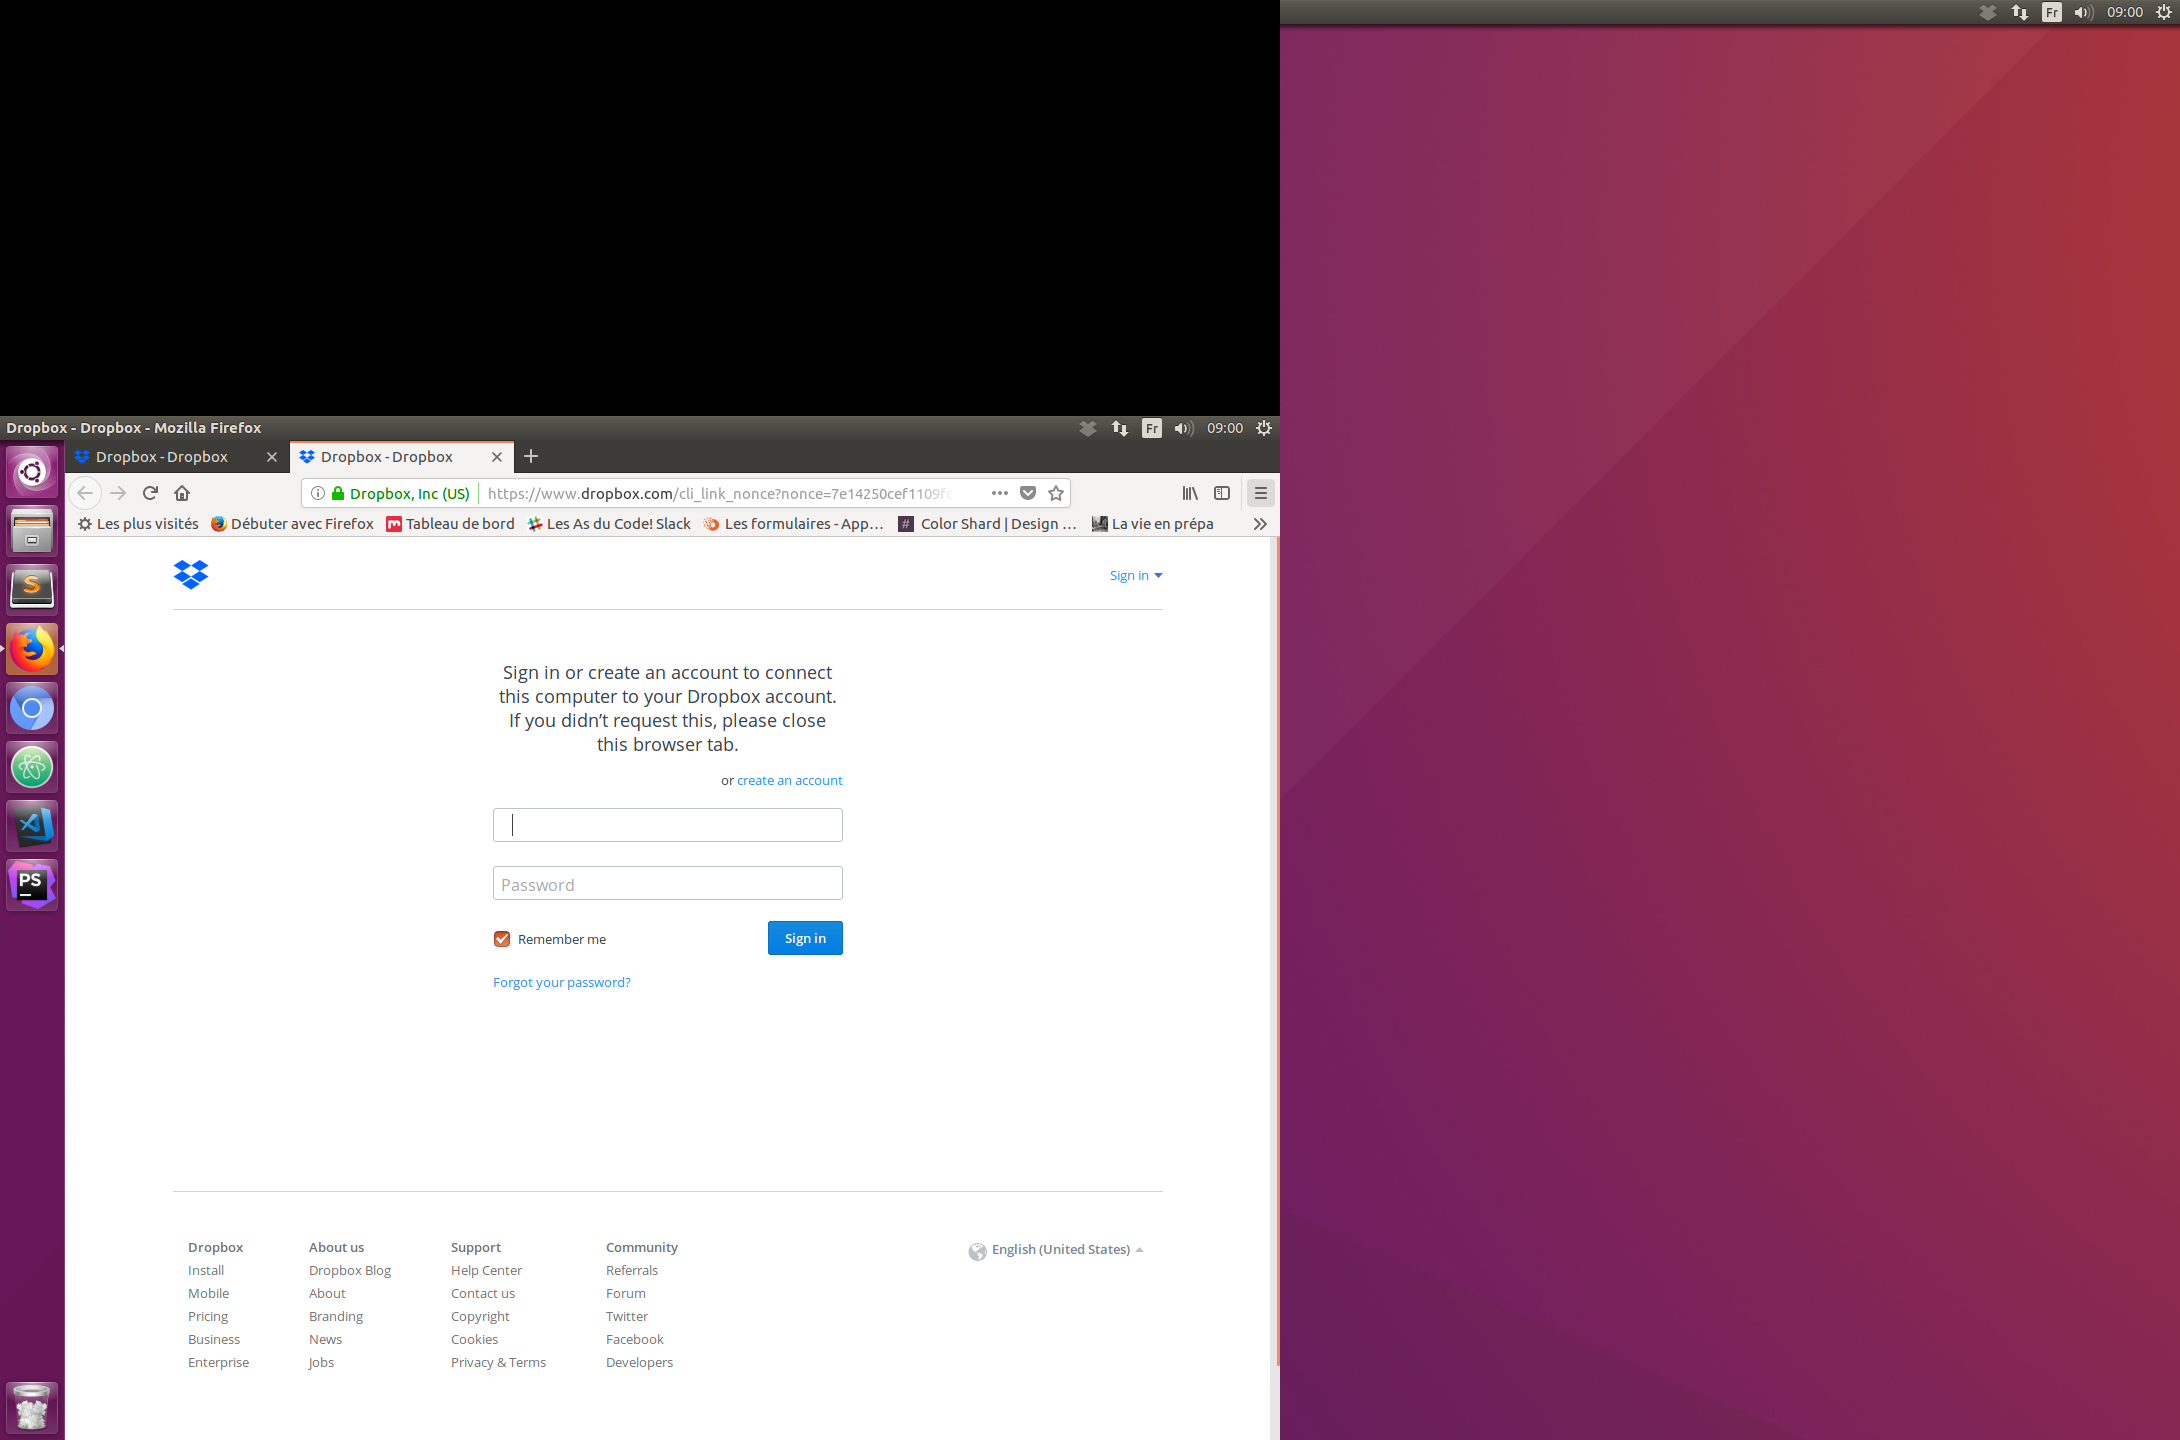 Fr
09:00
Dropbox - Dropbox - Mozilla Firefox
Fr
09:00
Dropbox - Dropbox
Dropbox - Dropbox
Dropbox, Inc (US)
https://www.dropbox.com/cli_link_nonce?nonce=7e14250cef1109f
Les plus visités
Débuter avec Firefox
Tableau de bord
Les As du Code! Slack
Les formulaires - App…
# Color Shard | Design …
La vie en prépa
Sign in
Sign in or create an account to connect
this computer to your Dropbox account.
If you didn’t request this, please close
this browser tab.
or create an account
Password
Remember me
Sign in
Forgot your password?
S
PS
Dropbox
Install
Mobile
Pricing
Business
Enterprise
About us
Dropbox Blog
About
Branding
News
Jobs
Support
Help Center
Contact us
Copyright
Cookies
Privacy & Terms
Community
Referrals
Forum
Twitter
Facebook
Developers
English (United States)